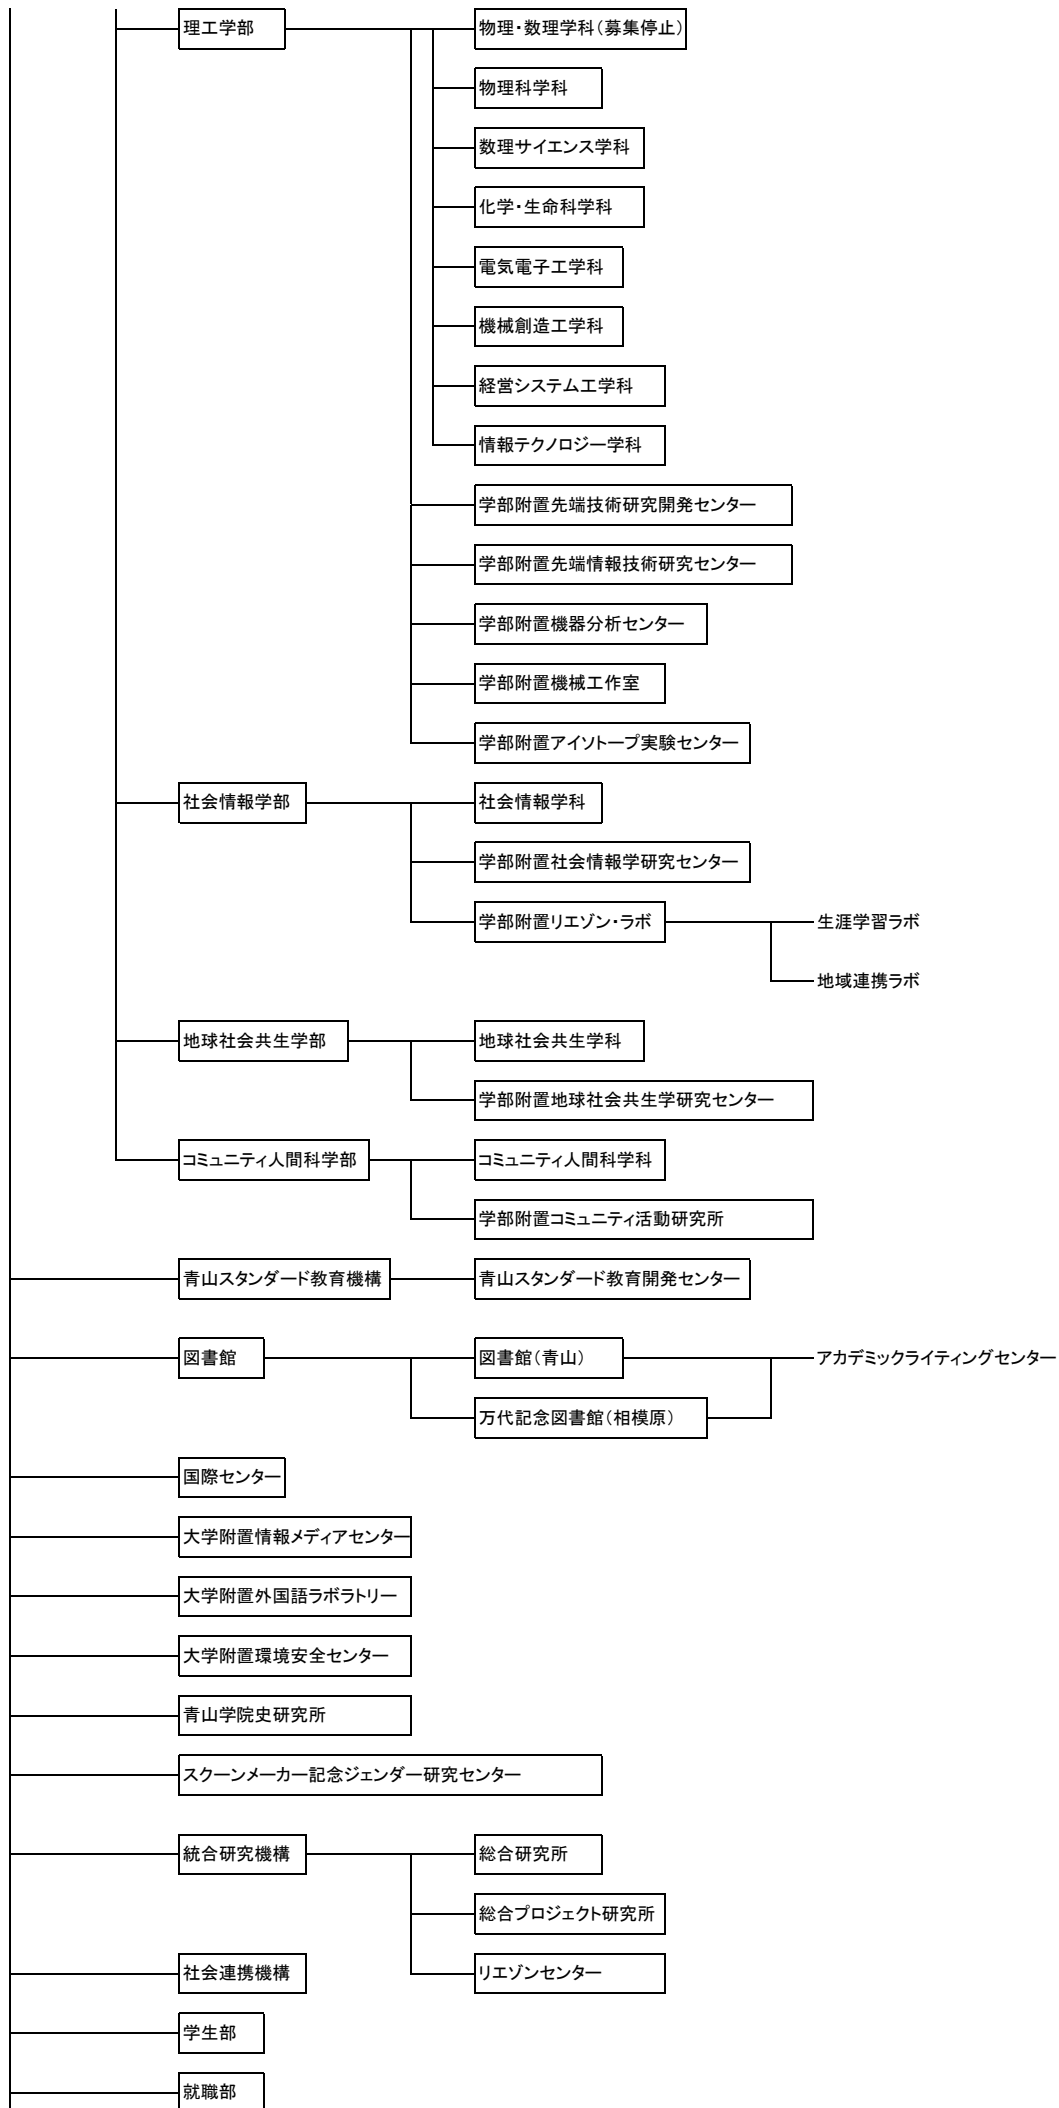 理工学部
物理・数理学科（募集停止）
物理科学科
数理サイエンス学科
化学・生命科学科
電気電子工学科
機械創造工学科
経営システム工学科
情報テクノロジー学科
学部附置先端技術研究開発センター
学部附置先端情報技術研究センター
学部附置機器分析センター
学部附置機械工作室
学部附置アイソトープ実験センター
社会情報学部
社会情報学科
学部附置社会情報学研究センター
学部附置リエゾン・ラボ
生涯学習ラボ
地域連携ラボ
地球社会共生学部
地球社会共生学科
学部附置地球社会共生学研究センター
コミュニティ人間科学部
コミュニティ人間科学科
学部附置コミュニティ活動研究所
青山スタンダード教育機構
青山スタンダード教育開発センター
図書館
図書館（青山）
アカデミックライティングセンター
万代記念図書館（相模原）
国際センター
大学附置情報メディアセンター
大学附置外国語ラボラトリー
大学附置環境安全センター
青山学院史研究所
スクーンメーカー記念ジェンダー研究センター
統合研究機構
総合研究所
総合プロジェクト研究所
社会連携機構
リエゾンセンター
学生部
就職部